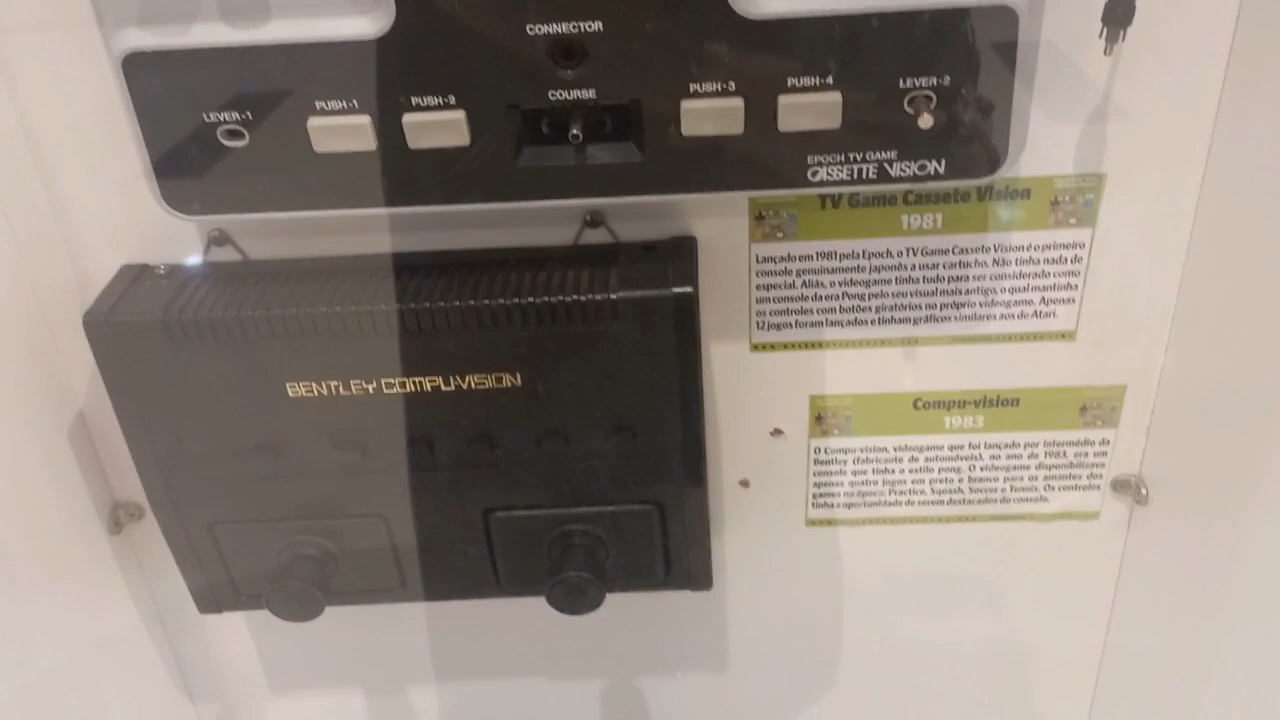 CONNECTOR
LEVER-1
PUSH-1
PUSH-2
COURSE
PUSH-3
PUSH-4
LEVER-2
EPOCH TV GAME
CASSETTE VISION
TV Game Cassete Vision
1981
Lançado em 1981 pela Epoch, o TV Game Cassete Vision é o primeiro
console genuinamente japonês a usar cartucho. Não tinha nada de
especial. Aliás, o videogame tinha tudo para ser considerado como
um console da era Pong pelo seu visual mais antigo, o qual mantinha
os controles com botões giratórios no próprio videogame. Apenas
12 jogos foram lançados e tinham gráficos similares aos de Atari.
BENTLEY COMPU-VISION
Compu-vision
1983
O Compu-vision, videogame que foi lançado por intermédio da
Bentley (fabricante de automóveis), no ano de 1983, era um
console que tinha o estilo pong. O videogame disponibilizava
apenas quatro jogos em preto e branco para os amantes dos
games na época: Practice, Squash, Soccer e Tennis. Os controles
tinha a oportunidade de serem destacados do console.